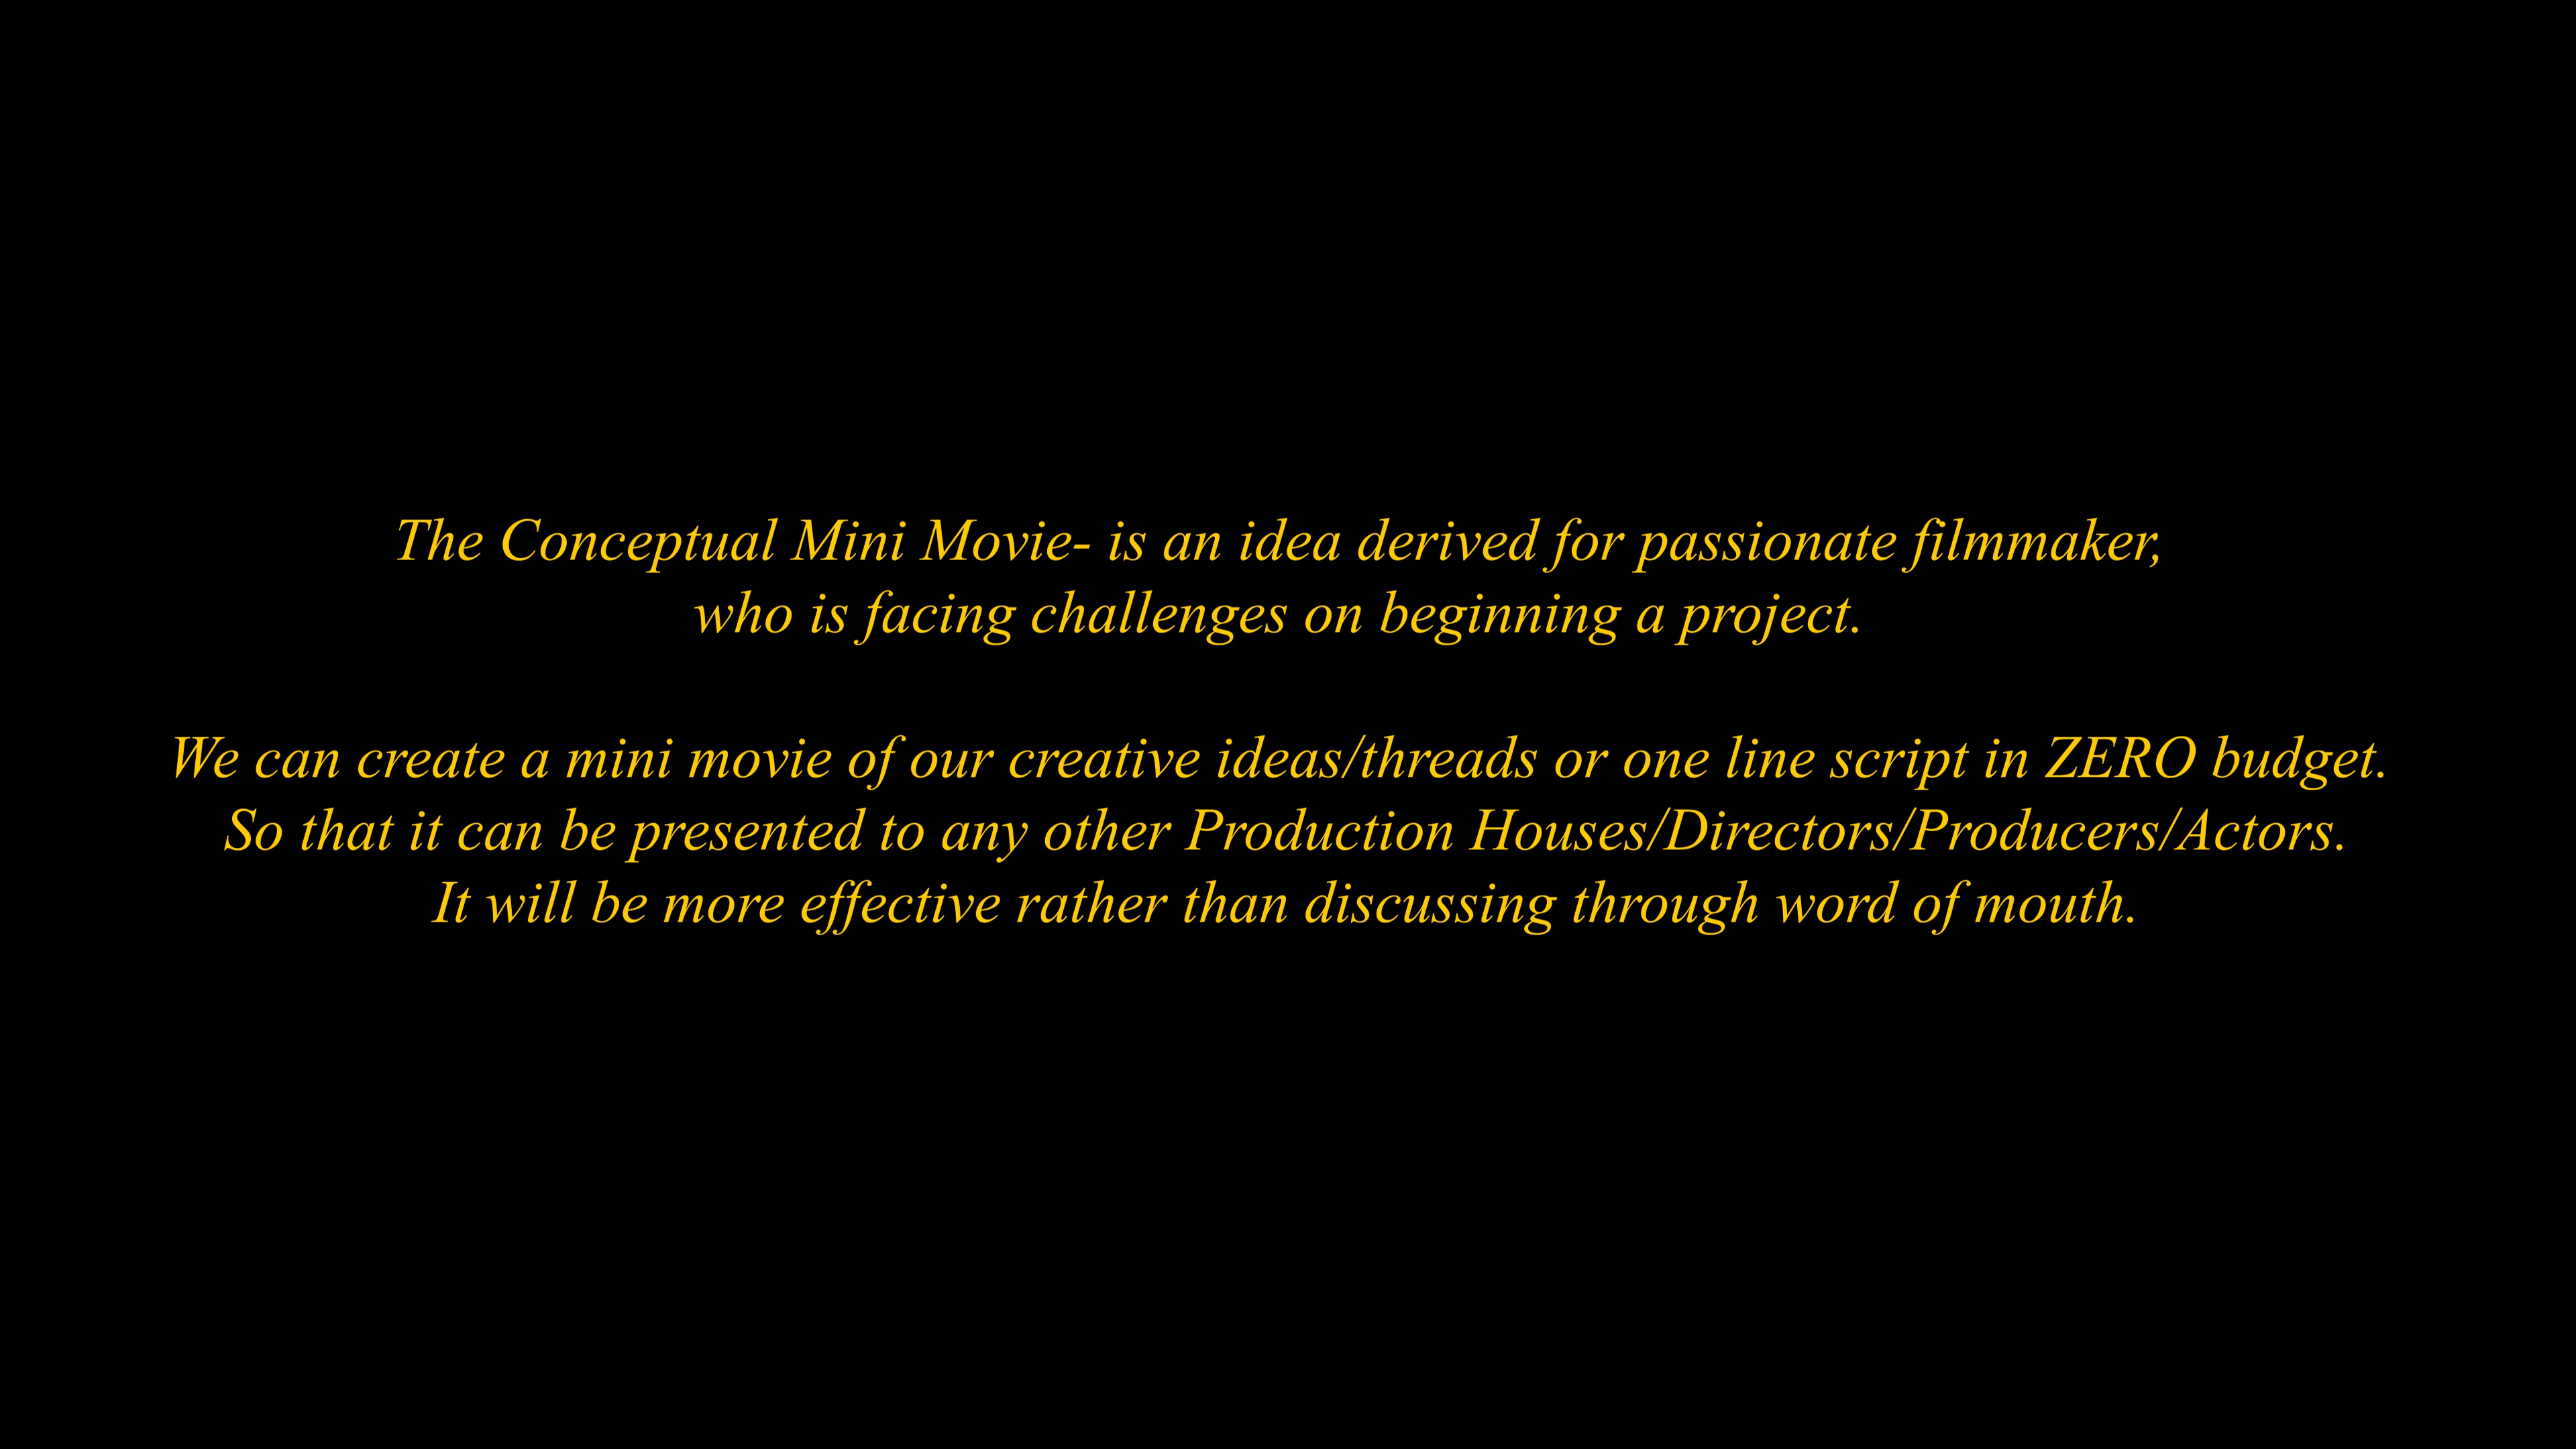 The Conceptual Mini Movie- is an idea derived for passionate filmmaker,
who is facing challenges on beginning a project.
We can create a mini movie of our creative ideas/threads or one line script in ZERO budget.
So that it can be presented to any other Production Houses/Directors/Producers/Actors.
It will be more effective rather than discussing through word of mouth.